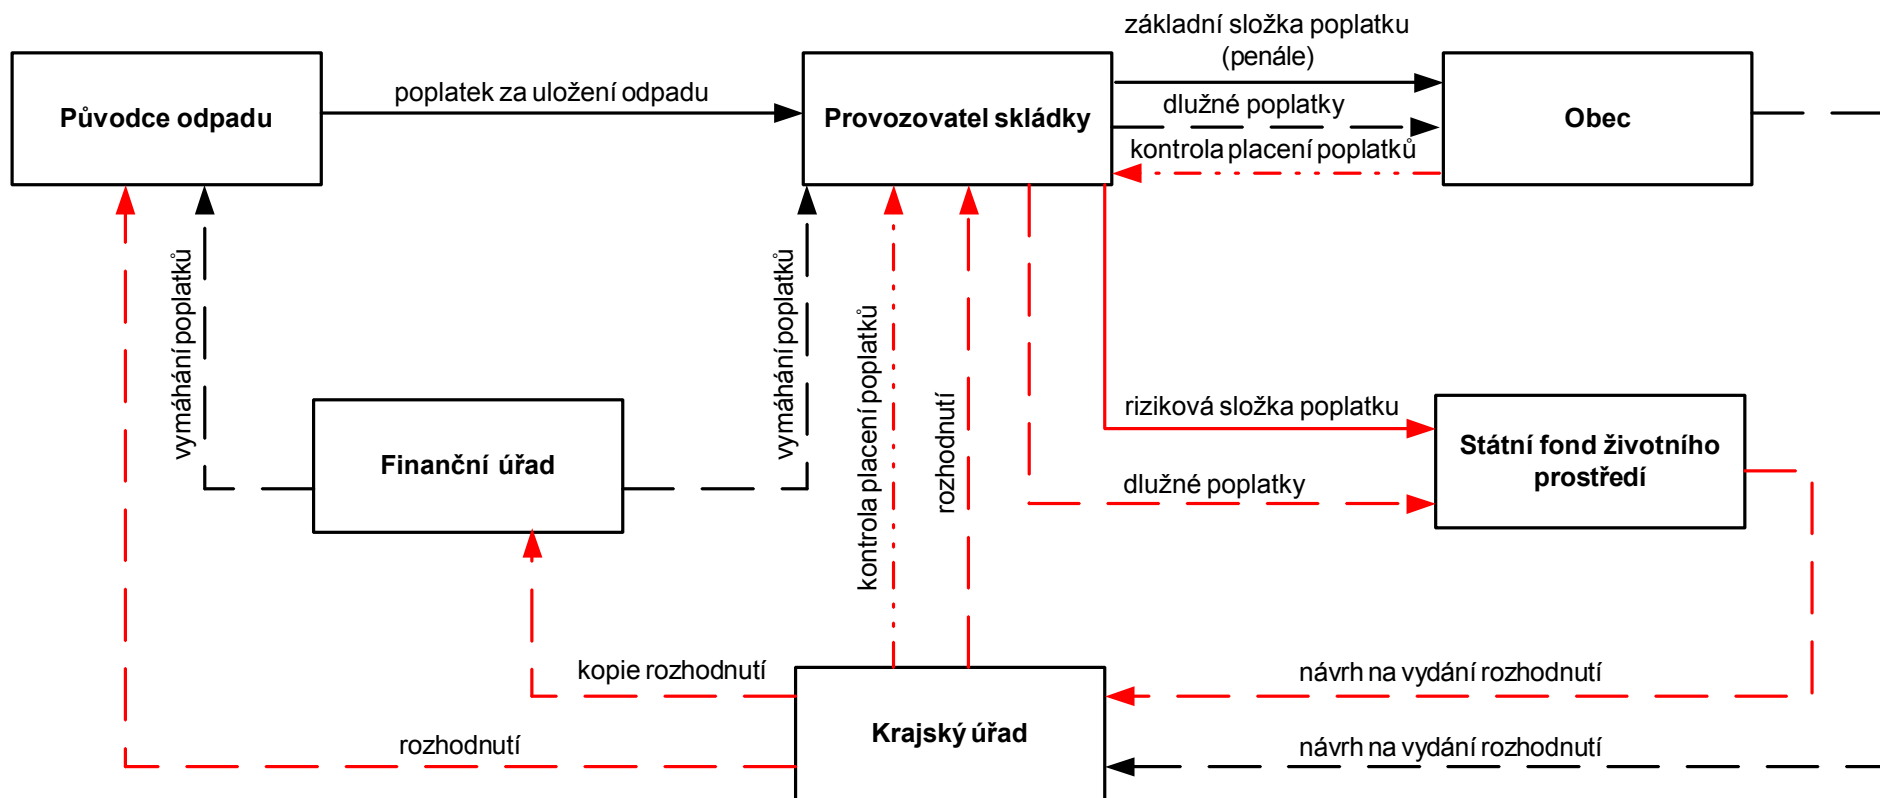 základní složka poplatku
(penále)
Původce odpadu
poplatek za uložení odpadu
Provozovatel skládky
dlužné poplatky
Obec
kontrola placení poplatků
vymáhání poplatků
vymáhání poplatků
kontrola placení poplatků
rozhodnutí
riziková složka poplatku
Státní fond životního
prostředí
Finanční úřad
dlužné poplatky
kopie rozhodnutí
návrh na vydání rozhodnutí
Krajský úřad
rozhodnutí
návrh na vydání rozhodnutí